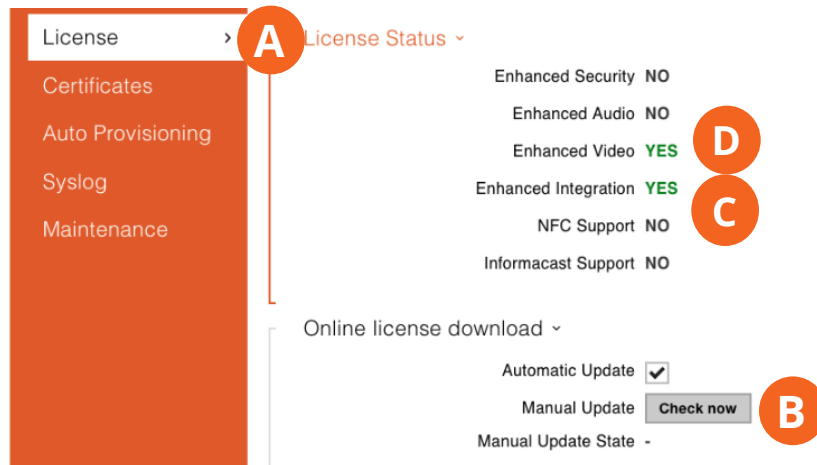 License >
Certificates
Auto Provisioning
Syslog
Maintenance
A
License Status
Enhanced Security NO
Enhanced Audio NO
Enhanced Video YES
D
Enhanced Integration YES
C
NFC Support NO
Informacast Support NO
Online license download
Automatic Update
Manual Update Check now
B
Manual Update State -